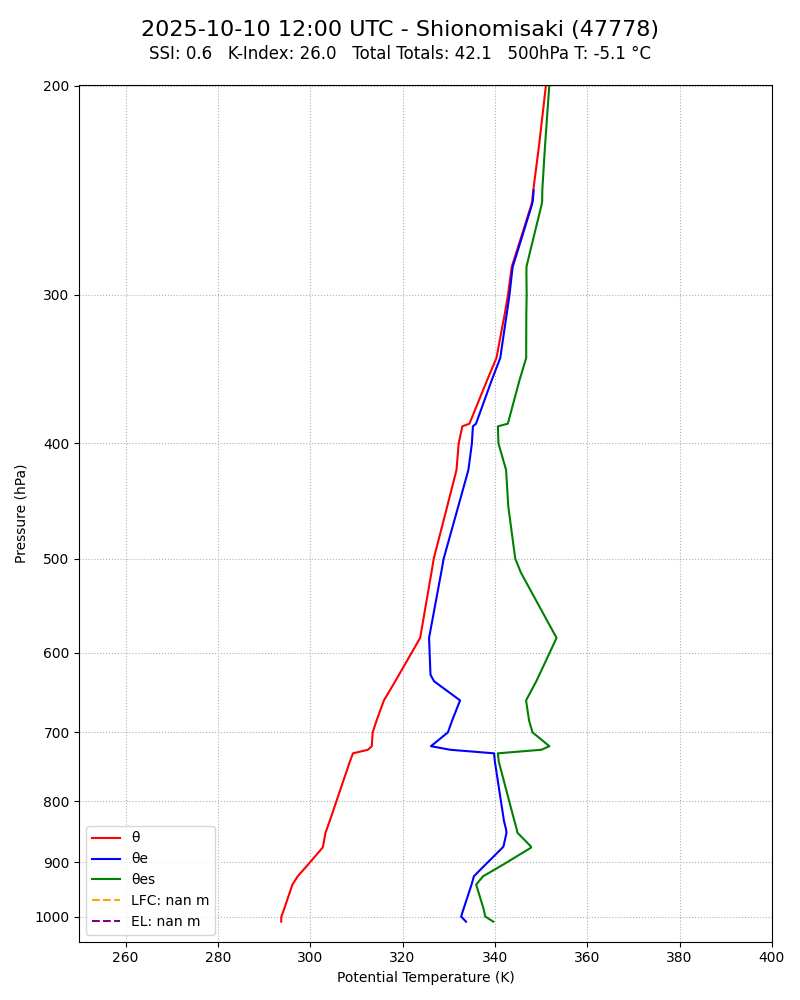 2025-10-10 12:00 UTC - Shionomisaki (47778)
SSI: 0.6   K-Index: 26.0   Total Totals: 42.1   500hPa T: -5.1 °C
200
300
400
500
600
700
800
900
1000
Pressure (hPa)
θ
θe
θes
LFC: nan m
EL: nan m
260 280 300 320 340 360 380 400
Potential Temperature (K)